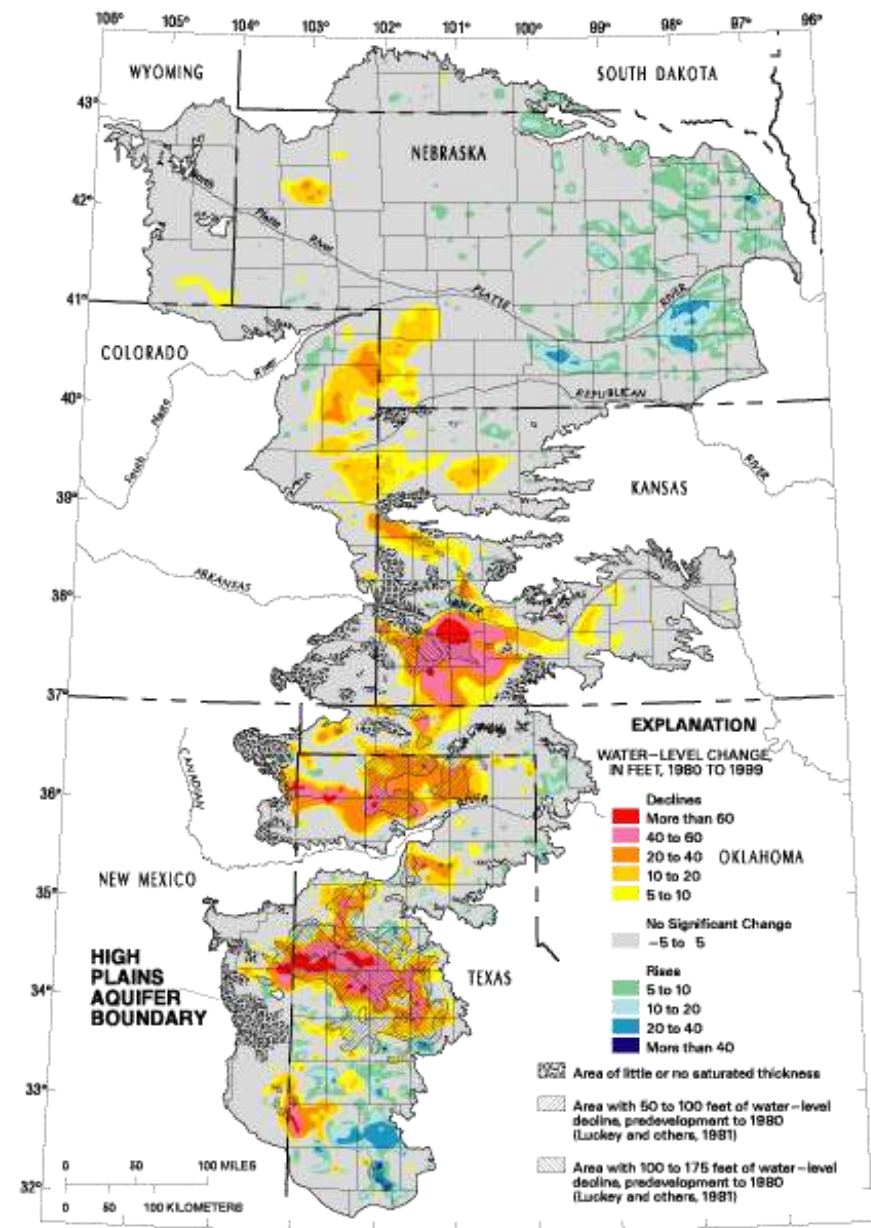 106° 105° 103° 102° 101° 100° 99° 98° 97° 96°
WYOMING
SOUTH DAKOTA
43°
NEBRASKA
42°
North
Platte
River
41°
PLATTE
RIVER
COLORADO
River
REPUBLICAN
40°
South Platte
RIVER
39°
KANSAS
38°
ARKANSAS
RIVER
37°
EXPLANATION
WATER-LEVEL CHANGE,
IN FEET, 1980 TO 1999
CANADIAN
36°
RIVER
Declines
More than 60
40 to 60
20 to 40
OKLAHOMA
10 to 20
5 to 10
NEW MEXICO
35°
No Significant Change
-5 to 5
HIGH
PLAINS
AQUIFER
BOUNDARY
TEXAS
34°
Rises
5 to 10
10 to 20
20 to 40
More than 40
33°
Area of little or no saturated thickness
Area with 50 to 100 feet of water-level
decline, predevelopment to 1980
(Luckey and others, 1981)
0 50 100 MILES
Area with 100 to 175 feet of water-level
decline, predevelopment to 1980
(Luckey and others, 1981)
32°
0 50 100 KILOMETERS